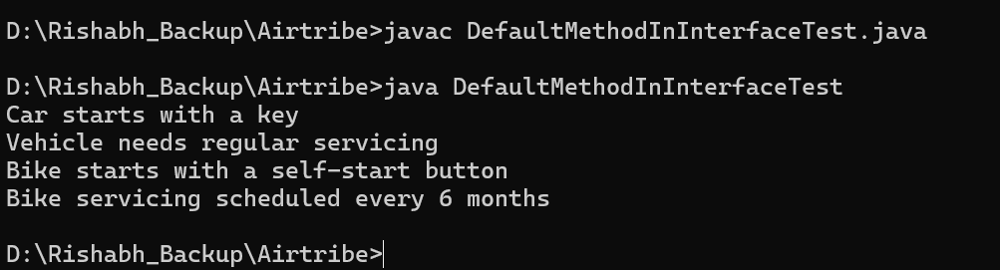 D:\Rishabh_Backup\Airtribe>javac DefaultMethodInInterfaceTest.java
D:\Rishabh_Backup\Airtribe>java DefaultMethodInInterfaceTest
Car starts with a key
Vehicle needs regular servicing
Bike starts with a self-start button
Bike servicing scheduled every 6 months
D:\Rishabh_Backup\Airtribe>